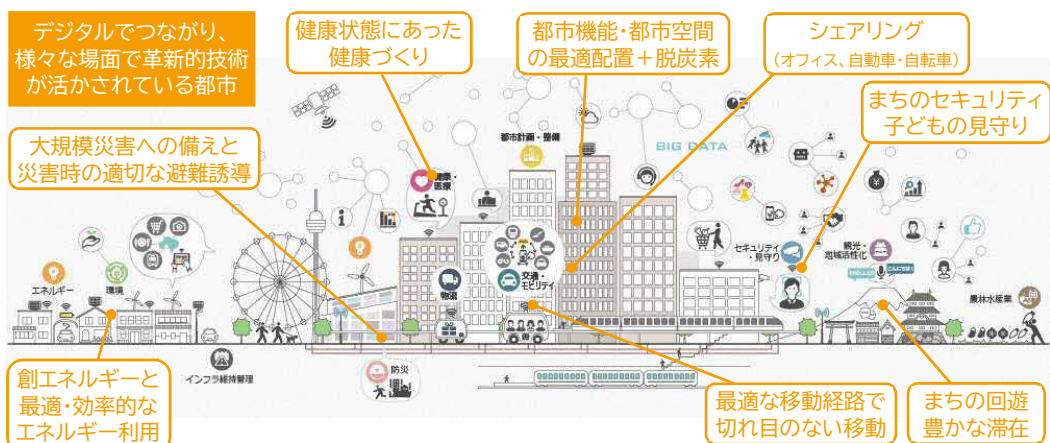 デジタルでつながり、
様々な場面で革新的技術
が活かされている都市
健康状態にあった
健康づくり
都市機能・都市空間
の最適配置＋脱炭素
シェアリング
（オフィス、自動車・自転車）
まちのセキュリティ
子どもの見守り
大規模災害への備えと
災害時の適切な避難誘導
都市計画・整備
BIG DATA
健康・
医療
セキュリティ
・見守り
観光・
地域活性化
こんにちは!
エネルギー
環境
物流
交通・
モビリティ
農林水産業
インフラ維持管理
防災
創エネルギーと
最適・効率的な
エネルギー利用
最適な移動経路で
切れ目のない移動
まちの回遊
豊かな滞在